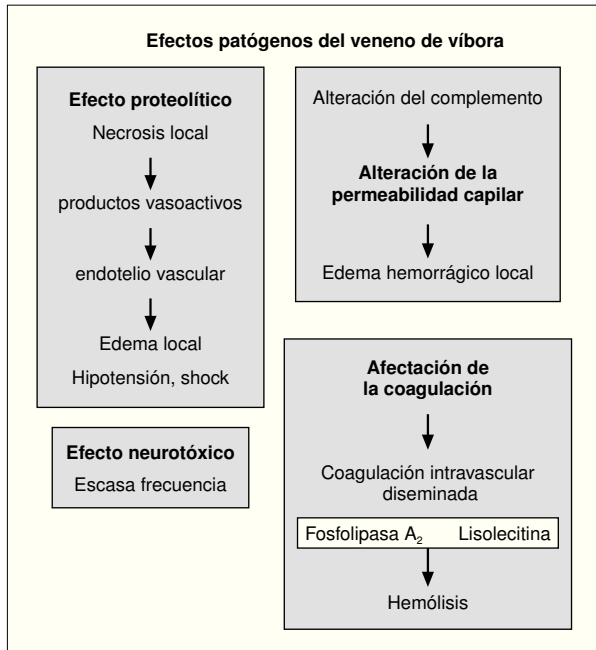 Efectos patógenos del veneno de víbora
Efecto proteolítico
Necrosis local
productos vasoactivos
endotelio vascular
Edema local
Hipotensión, shock
Efecto neurotóxico
Escasa frecuencia
Alteración del complemento
Alteración de la
permeabilidad capilar
Edema hemorrágico local
Afectación de
la coagulación
Coagulación intravascular
diseminada
Fosfolipasa A₂ Lisolecitina
Hemólisis